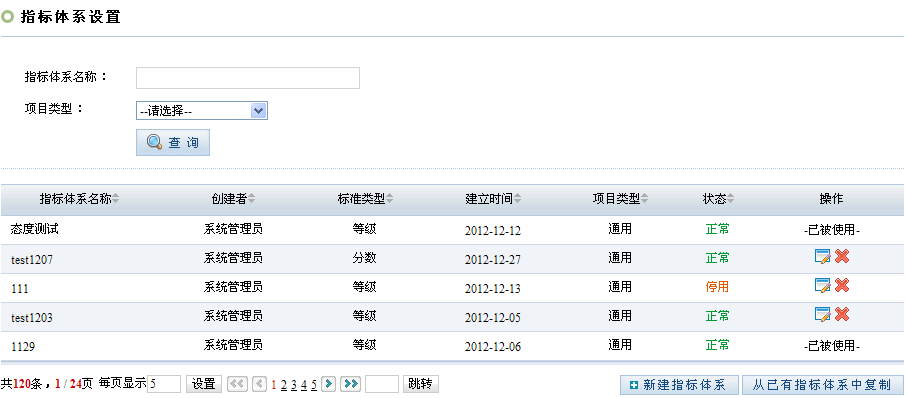 指标体系设置
指标体系名称：
项目类型： --请选择--
查 询
指标体系名称 创建者 标准类型 建立时间 项目类型 状态 操作
态度测试 系统管理员 等级 2012-12-12 通用 正常 -已被使用-
test1207 系统管理员 分数 2012-12-27 通用 正常
111 系统管理员 等级 2012-12-13 通用 停用
test1203 系统管理员 等级 2012-12-05 通用 正常
1129 系统管理员 等级 2012-12-06 通用 正常 -已被使用-
共120条，1 / 24页 每页显示 5 设置 1 2 3 4 5 跳转 新建指标体系 从已有指标体系中复制